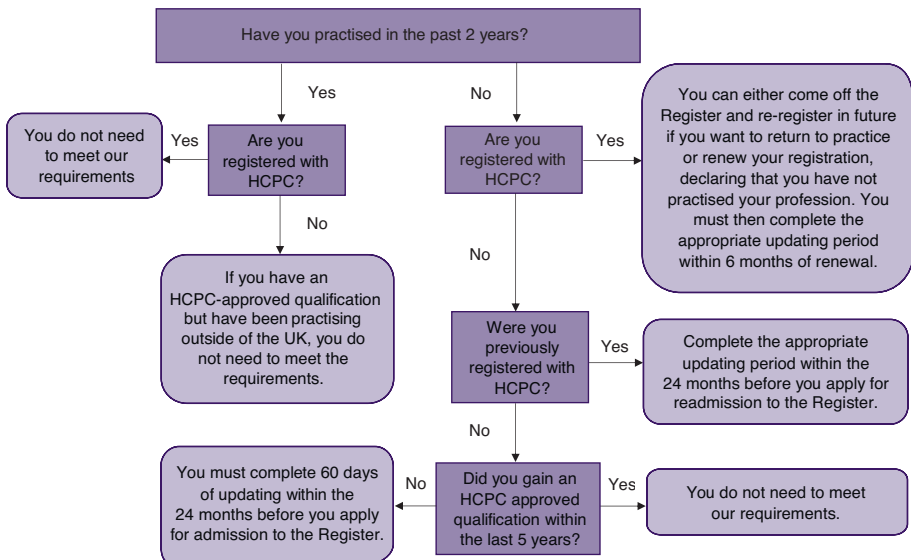 Have you practised in the past 2 years?
Yes
No
You do not need
to meet our
requirements
Yes
Are you
registered with
HCPC?
Are you
registered with
HCPC?
Yes
You can either come off the
Register and re-register in future
if you want to return to practice
or renew your registration,
declaring that you have not
practised your profession. You
must then complete the
appropriate updating period
within 6 months of renewal.
No
No
If you have an
HCPC-approved qualification
but have been practising
outside of the UK, you do
not need to meet the
requirements.
Were you
previously
registered with
HCPC?
Yes
Complete the appropriate
updating period within the
24 months before you apply for
readmission to the Register.
No
You must complete 60 days
of updating within the
24 months before you apply
for admission to the Register.
No
Did you gain an
HCPC approved
qualification within
the last 5 years?
Yes
You do not need to meet
our requirements.